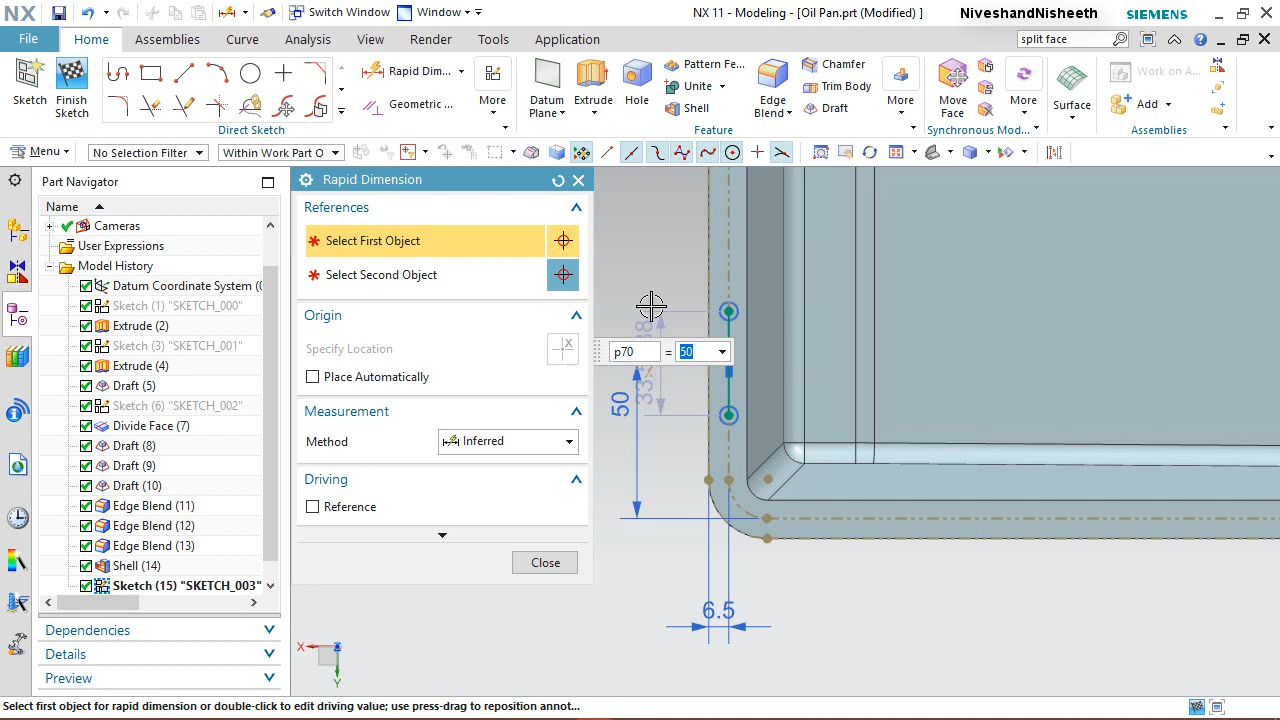 NX Switch Window Window NX 11 - Modeling - [Oil Pan.prt (Modified) ] NiveshandNisheeth SIEMENS
File Home Assemblies Curve Analysis View Render Tools Application split face
Sketch Finish Sketch Rapid Dim... Geometric ... More Datum Plane Extrude Hole Pattern Fe... Unite Shell Edge Blend Chamfer Trim Body Draft More Move Face More Surface Work on A... Add
Direct Sketch Feature Synchronous Mod... Assemblies
Menu No Selection Filter Within Work Part O
Part Navigator
Name
Cameras
User Expressions
Model History
Datum Coordinate System (0
Sketch (1) "SKETCH_000"
Extrude (2)
Sketch (3) "SKETCH_001"
Extrude (4)
Draft (5)
Sketch (6) "SKETCH_002"
Divide Face (7)
Draft (8)
Draft (9)
Draft (10)
Edge Blend (11)
Edge Blend (12)
Edge Blend (13)
Shell (14)
Sketch (15) "SKETCH_003"
Dependencies
Details
Preview
Rapid Dimension
References
* Select First Object
* Select Second Object
Origin
Specify Location
Place Automatically
Measurement
Method Inferred
Driving
Reference
Close
p70 = 50
50
6.5
X
Y
Select first object for rapid dimension or double-click to edit driving value; use press-drag to reposition annot...